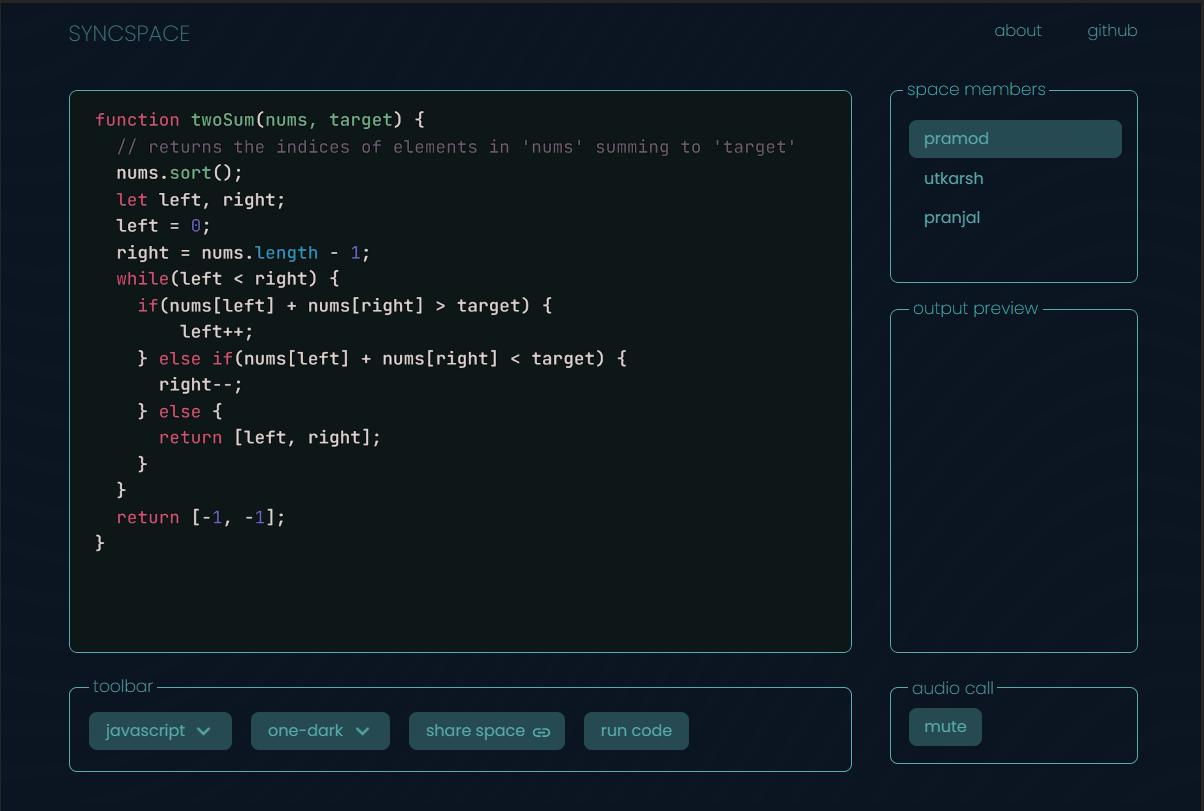 SYNCSPACE
about github
function twoSum(nums, target) {
  // returns the indices of elements in 'nums' summing to 'target'
  nums.sort();
  let left, right;
  left = 0;
  right = nums.length - 1;
  while(left < right) {
    if(nums[left] + nums[right] > target) {
        left++;
    } else if(nums[left] + nums[right] < target) {
      right--;
    } else {
      return [left, right];
    }
  }
  return [-1, -1];
}
space members
pramod
utkarsh
pranjal
output preview
toolbar
javascript one-dark share space run code
audio call
mute